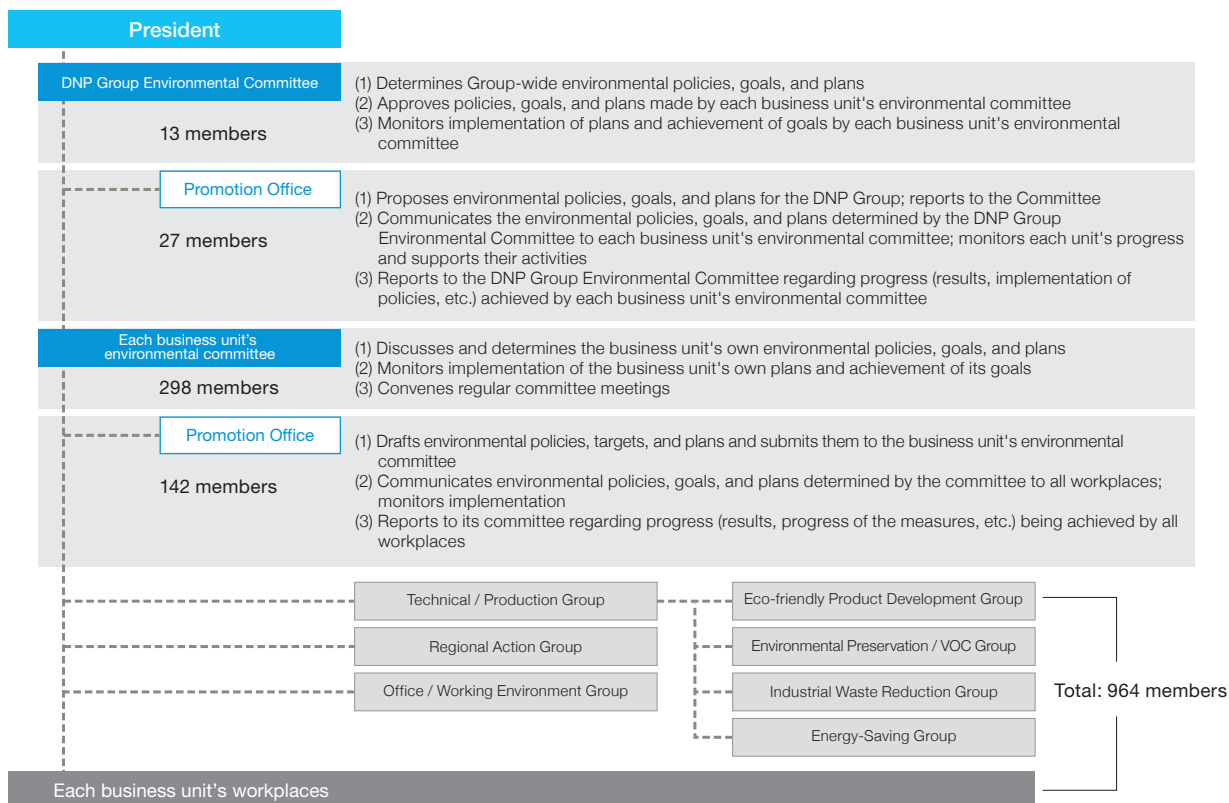 President
DNP Group Environmental Committee
13 members
(1) Determines Group-wide environmental policies, goals, and plans
(2) Approves policies, goals, and plans made by each business unit's environmental committee
(3) Monitors implementation of plans and achievement of goals by each business unit's environmental
committee
Promotion Office
27 members
(1) Proposes environmental policies, goals, and plans for the DNP Group; reports to the Committee
(2) Communicates the environmental policies, goals, and plans determined by the DNP Group
Environmental Committee to each business unit's environmental committee; monitors each unit's progress
and supports their activities
(3) Reports to the DNP Group Environmental Committee regarding progress (results, implementation of
policies, etc.) achieved by each business unit's environmental committee
Each business unit's
environmental committee
298 members
(1) Discusses and determines the business unit's own environmental policies, goals, and plans
(2) Monitors implementation of the business unit's own plans and achievement of its goals
(3) Convenes regular committee meetings
Promotion Office
142 members
(1) Drafts environmental policies, targets, and plans and submits them to the business unit's environmental
committee
(2) Communicates environmental policies, goals, and plans determined by the committee to all workplaces;
monitors implementation
(3) Reports to its committee regarding progress (results, progress of the measures, etc.) being achieved by all
workplaces
Technical / Production Group
Regional Action Group
Office / Working Environment Group
Eco-friendly Product Development Group
Environmental Preservation / VOC Group
Industrial Waste Reduction Group
Energy-Saving Group
Total: 964 members
Each business unit's workplaces